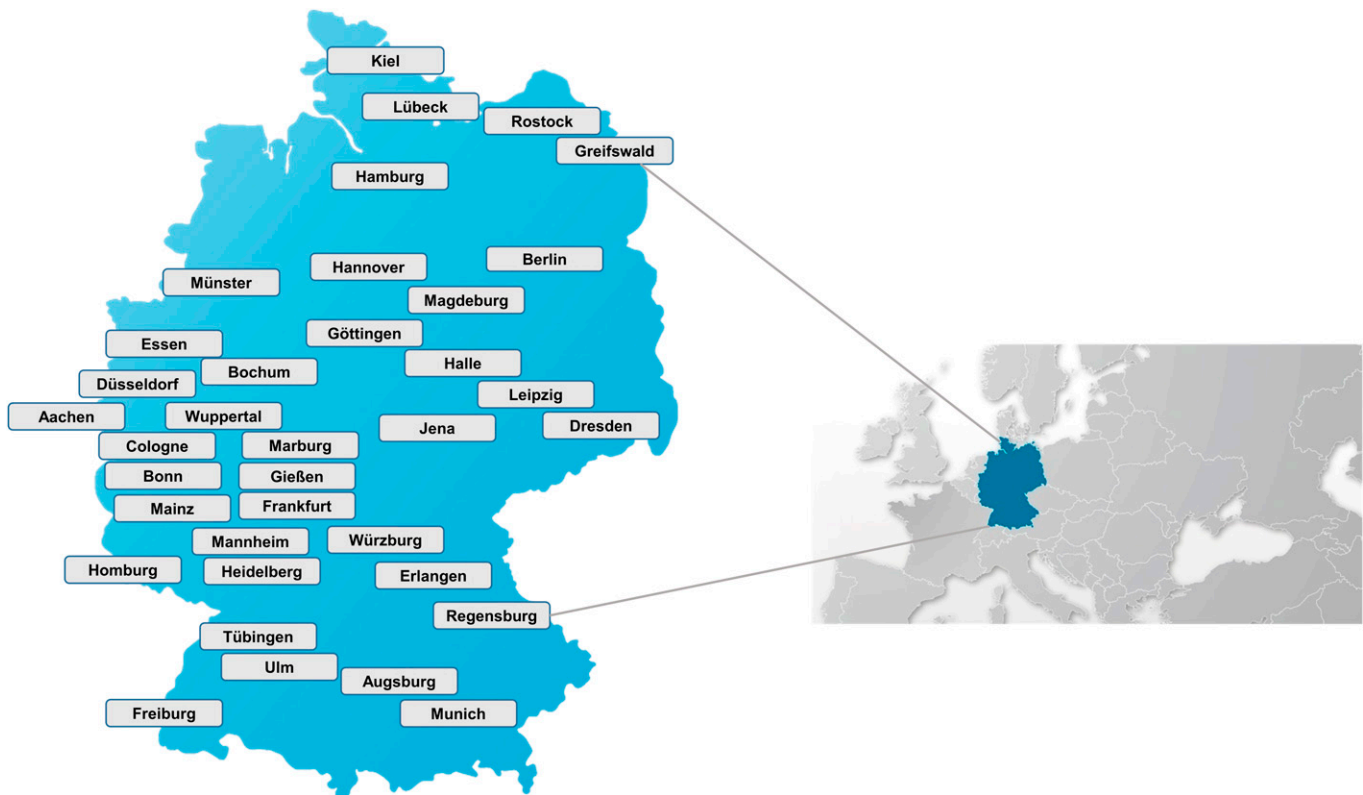 Kiel
Lübeck
Rostock
Greifswald
Hamburg
Berlin
Hannover
Münster
Magdeburg
Göttingen
Essen
Halle
Bochum
Düsseldorf
Leipzig
Aachen
Wuppertal
Dresden
Jena
Cologne
Marburg
Bonn
Gießen
Mainz
Frankfurt
Mannheim
Würzburg
Homburg
Heidelberg
Erlangen
Regensburg
Tübingen
Ulm
Augsburg
Freiburg
Munich